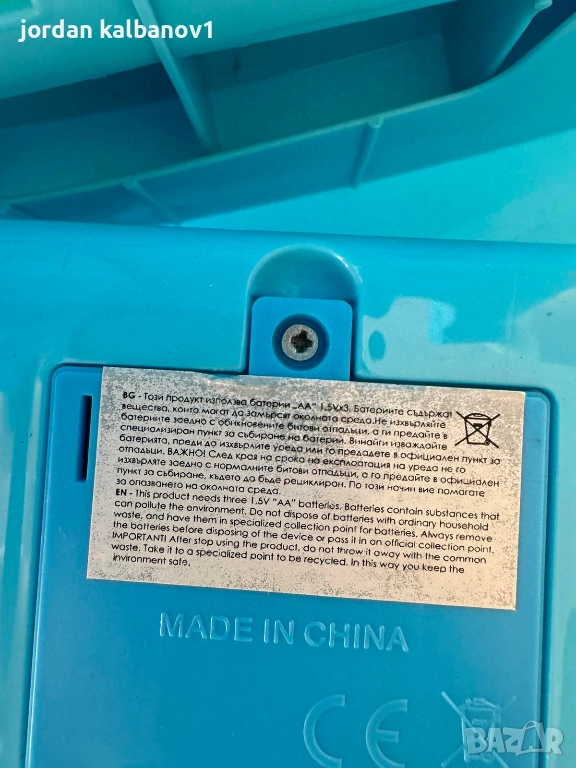 jordan kalbanov1
BG - Този продукт използва батерии „AA" 1,5Vx3. Батериите съдържат
вещества, които могат да замърсят околната среда.Не изхвърляйте
батерните заедно с обикновените битови отпадъци, а ги предайте в
специализиран пункт за събиране на батерии. Винаги изваждайте
батерията, преди да изхвърлите уреда или го предадете в официален пункт за
отпадъци. ВАЖНО! След края на срока на експлоатация на уреда не го
изхвърляте заедно с нормалните битови отпадъци, а го предайте в официален
пункт за рециклиране, където да бъде рециклиран. По този начин вие помагате
за опазването на околната среда.
EN - This product needs three 1.5V "AA" batteries. Batteries contain substances that
can pollute the environment. Do not dispose of batteries with ordinary household
waste, and have them in specialized collection point for batteries. Always remove
the batteries before disposing of the device or pass it in an official collection point.
IMPORTANT! After stop using the product, do not throw it away with the common
waste. Take it to a specialized point to be recycled. In this way you keep the
invironment safe.
MADE IN CHINA
CE
BAZAR